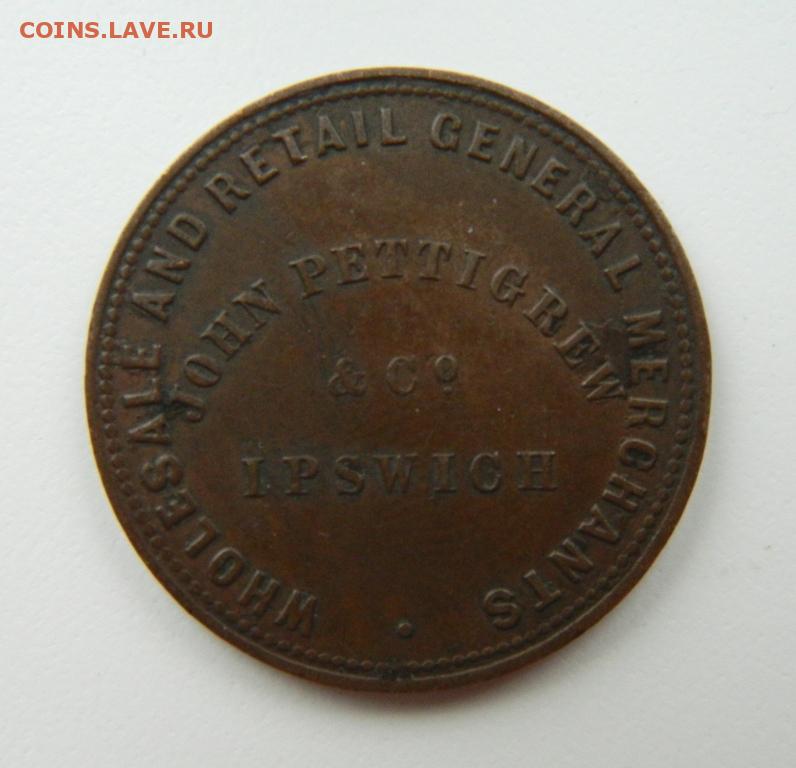 COINS.LAVE.RU
WHOLESALE AND RETAIL GENERAL MERCHANTS
JOHN PETTIGREW
& Cº
IPSWICH